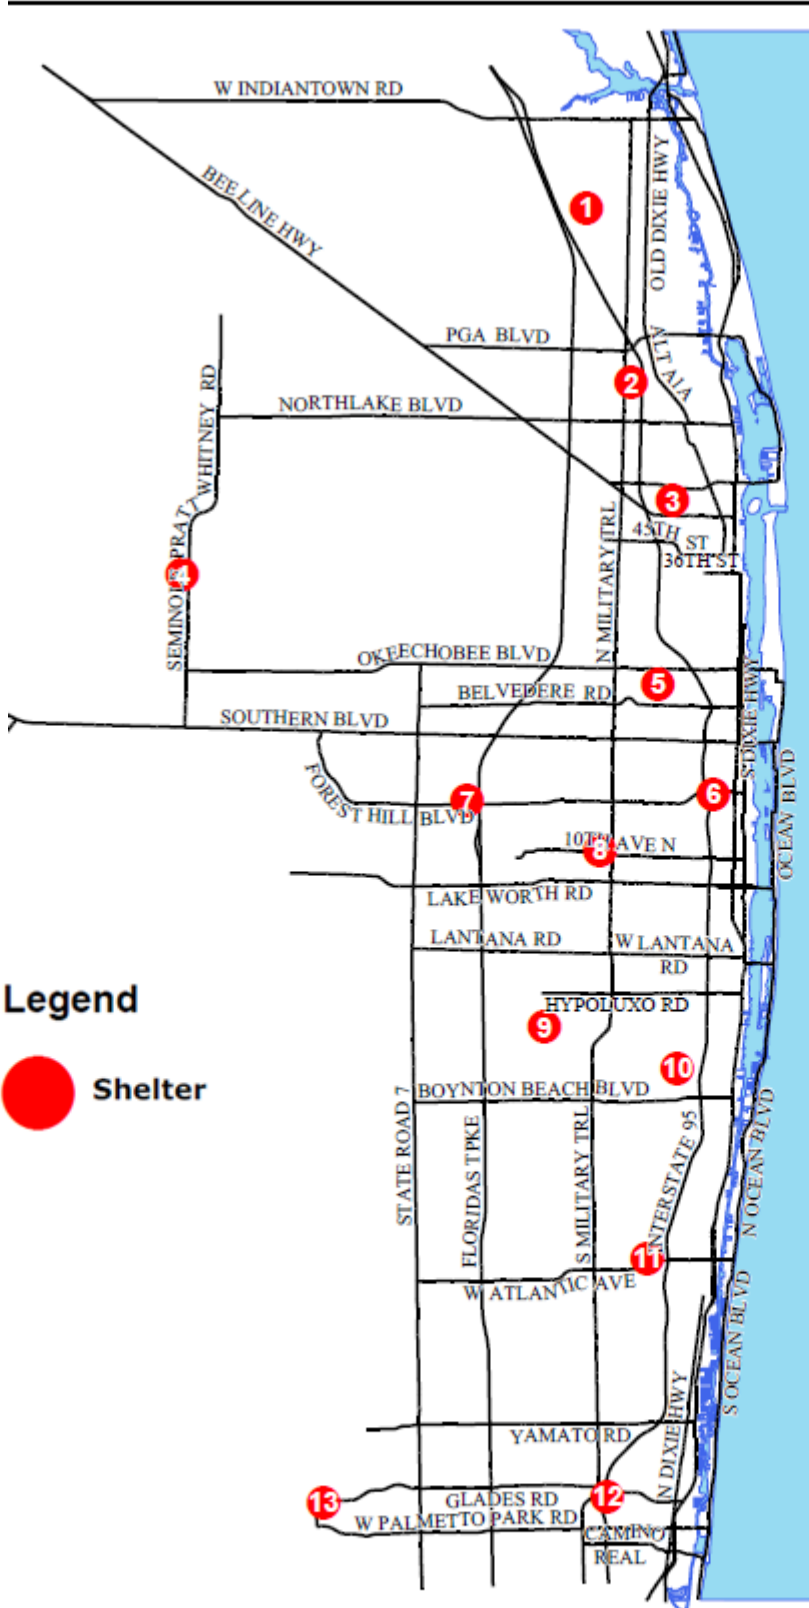 W INDIANTOWN RD
BEE LINE HWY
OLD DIXIE HWY
1
PGA BLVD
ALT A1A
2
WHITNEY RD
NORTHLAKE BLVD
3
SEMINOLE PRATT
4
N MILITARY TRL
45TH ST
36TH ST
OKEECHOBEE BLVD
5
BELVEDERE RD
S DIXIE HWY
SOUTHERN BLVD
OCEAN BLVD
FOREST HILL BLVD
7
6
10TH AVE N
8
LAKE WORTH RD
LANTANA RD
W LANTANA
RD
HYPOLUXO RD
Legend
9
Shelter
10
BOYNTON BEACH BLVD
STATE ROAD 7
FLORIDAS TPKE
S MILITARY TRL
INTERSTATE 95
N OCEAN BLVD
11
W ATLANTIC AVE
S OCEAN BLVD
N DIXIE HWY
YAMATO RD
13
GLADES RD
12
W PALMETTO PARK RD
CAMINO
REAL